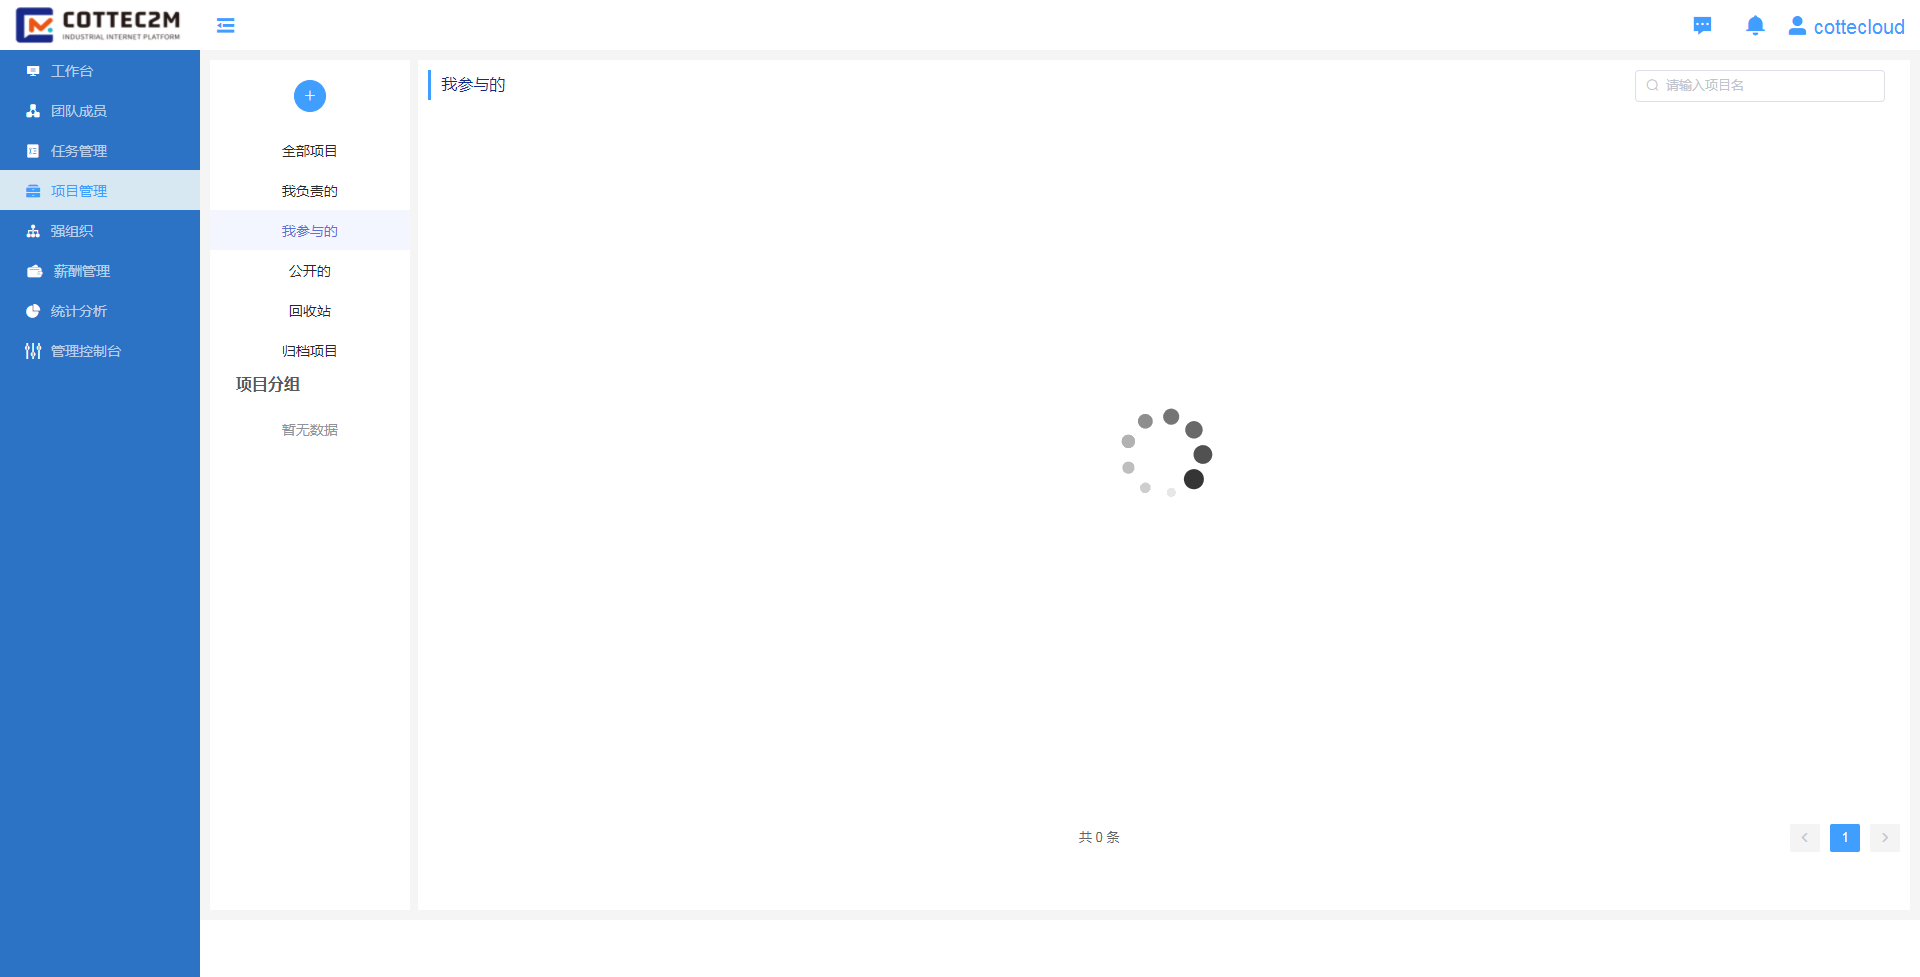 COTTEC2M
INDUSTRIAL INTERNET PLATFORM
cottecloud
工作台
团队成员
任务管理
项目管理
强组织
薪酬管理
统计分析
管理控制台
全部项目
我负责的
我参与的
公开的
回收站
归档项目
项目分组
暂无数据
我参与的
请输入项目名
共 0 条
1